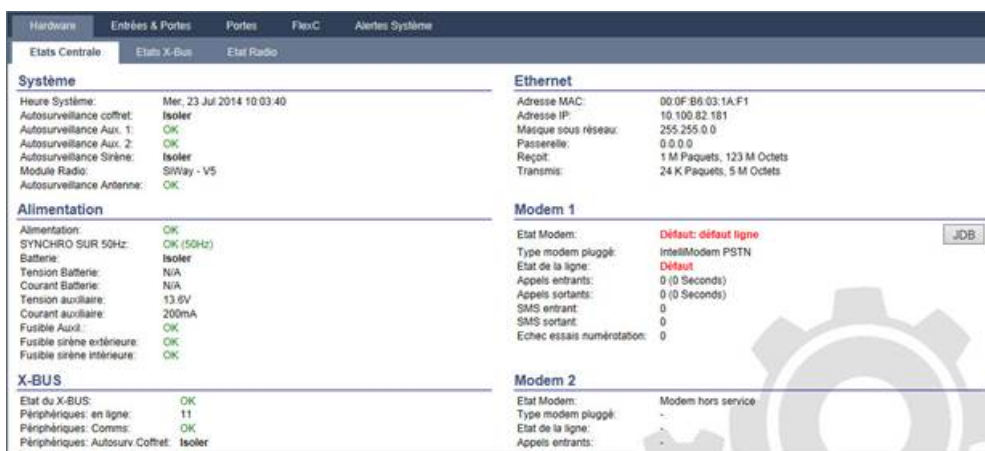 Hardware Entrées & Portes Portes FlexC Alertes Système
Etats Centrale Etats X-Bus Etat Radio
Système
Heure Système: Mer, 23 Jul 2014 10:03:40
Autosurveillance coffret: Isoler
Autosurveillance Aux. 1: OK
Autosurveillance Aux. 2: OK
Autosurveillance Sirène: Isoler
Module Radio: SiWay - V5
Autosurveillance Antenne: OK
Alimentation
Alimentation: OK
SYNCHRO SUR 50Hz: OK (50Hz)
Batterie: Isoler
Tension Batterie: N/A
Courant Batterie: N/A
Tension auxiliaire: 13.6V
Courant auxiliaire: 200mA
Fusible Auxil.: OK
Fusible sirène extérieure: OK
Fusible sirène intérieure: OK
X-BUS
Etat du X-BUS: OK
Périphériques: en ligne: 11
Périphériques: Comms: OK
Périphériques: Autosurv.Coffret: Isoler
Ethernet
Adresse MAC: 00:0F:B6:03:1A:F1
Adresse IP: 10.100.82.181
Masque sous réseau: 255.255.0.0
Passerelle: 0.0.0.0
Reçoit: 1 M Paquets, 123 M Octets
Transmis: 24 K Paquets, 5 M Octets
Modem 1
Etat Modem: Défaut: défaut ligne JDB
Type modem pluggé: IntelliModem PSTN
Etat de la ligne: Défaut
Appels entrants: 0 (0 Seconds)
Appels sortants: 0 (0 Seconds)
SMS entrant: 0
SMS sortant: 0
Echec essais numérotation: 0
Modem 2
Etat Modem: Modem hors service
Type modem pluggé: -
Etat de la ligne: -
Appels entrants: -